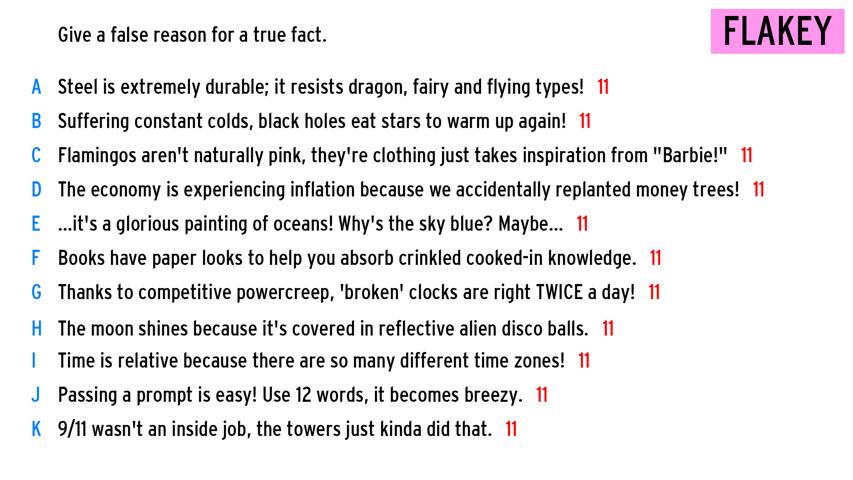 Give a false reason for a true fact.
FLAKEY
A Steel is extremely durable; it resists dragon, fairy and flying types! 11
B Suffering constant colds, black holes eat stars to warm up again! 11
C Flamingos aren't naturally pink, they're clothing just takes inspiration from "Barbie!" 11
D The economy is experiencing inflation because we accidentally replanted money trees! 11
E ...it's a glorious painting of oceans! Why's the sky blue? Maybe... 11
F Books have paper looks to help you absorb crinkled cooked-in knowledge. 11
G Thanks to competitive powercreep, 'broken' clocks are right TWICE a day! 11
H The moon shines because it's covered in reflective alien disco balls. 11
I Time is relative because there are so many different time zones! 11
J Passing a prompt is easy! Use 12 words, it becomes breezy. 11
K 9/11 wasn't an inside job, the towers just kinda did that. 11